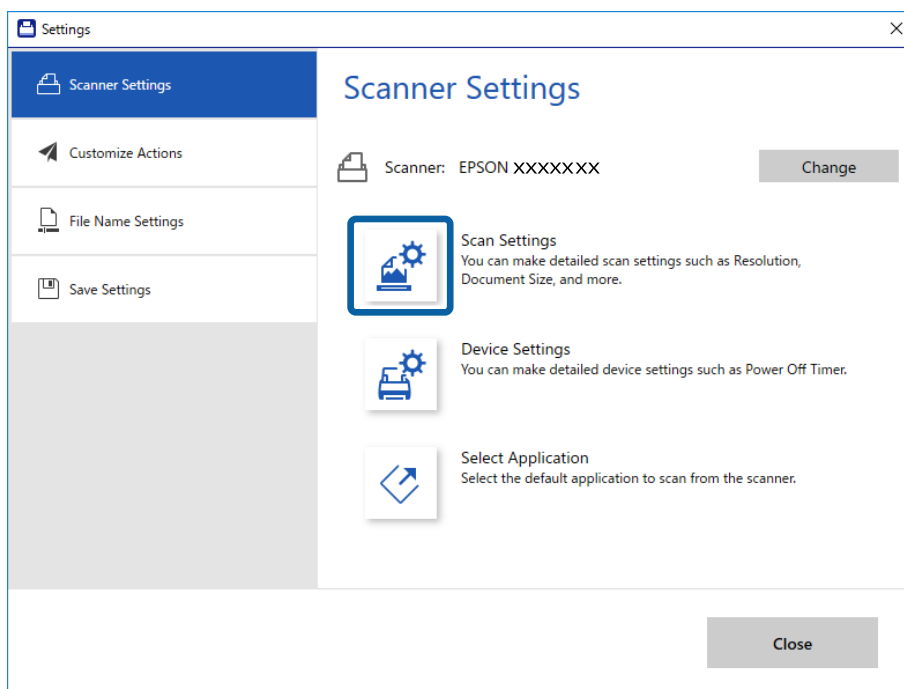 Settings
Scanner Settings
Customize Actions
File Name Settings
Save Settings
Scanner Settings
Scanner: EPSON XXXXXXX
Change
Scan Settings
You can make detailed scan settings such as Resolution,
Document Size, and more.
Device Settings
You can make detailed device settings such as Power Off Timer.
Select Application
Select the default application to scan from the scanner.
Close